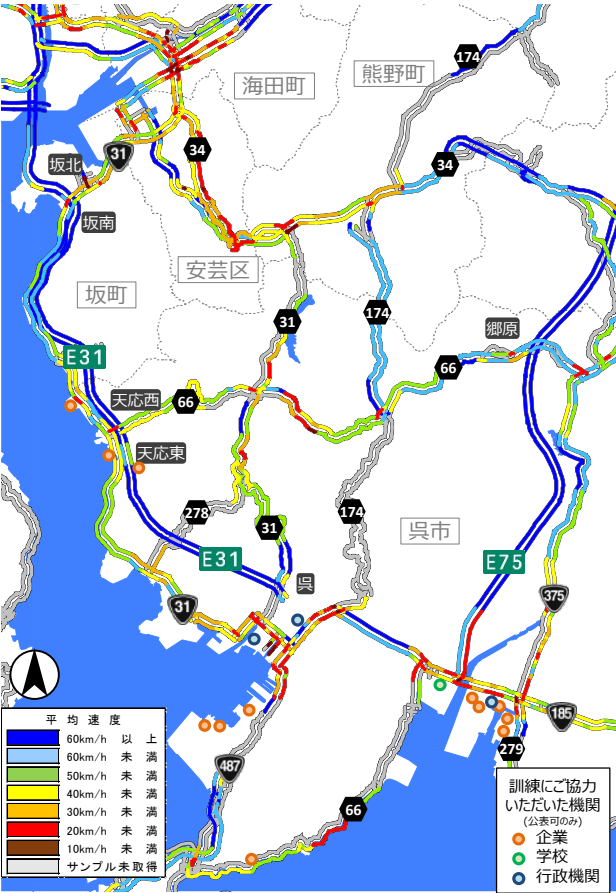 174
熊野町
海田町
34
31
坂北
34
坂南
安芸区
坂町
31
174
郷原
E31
66
天応西
66
天応東
278
174
31
呉市
E31
E75
呉
375
31
185
487
279
66
平均速度
60km/h 以上
60km/h 未満
50km/h 未満
40km/h 未満
30km/h 未満
20km/h 未満
10km/h 未満
サンプル未取得
訓練にご協力
いただいた機関
(公表可のみ)
企業
学校
行政機関